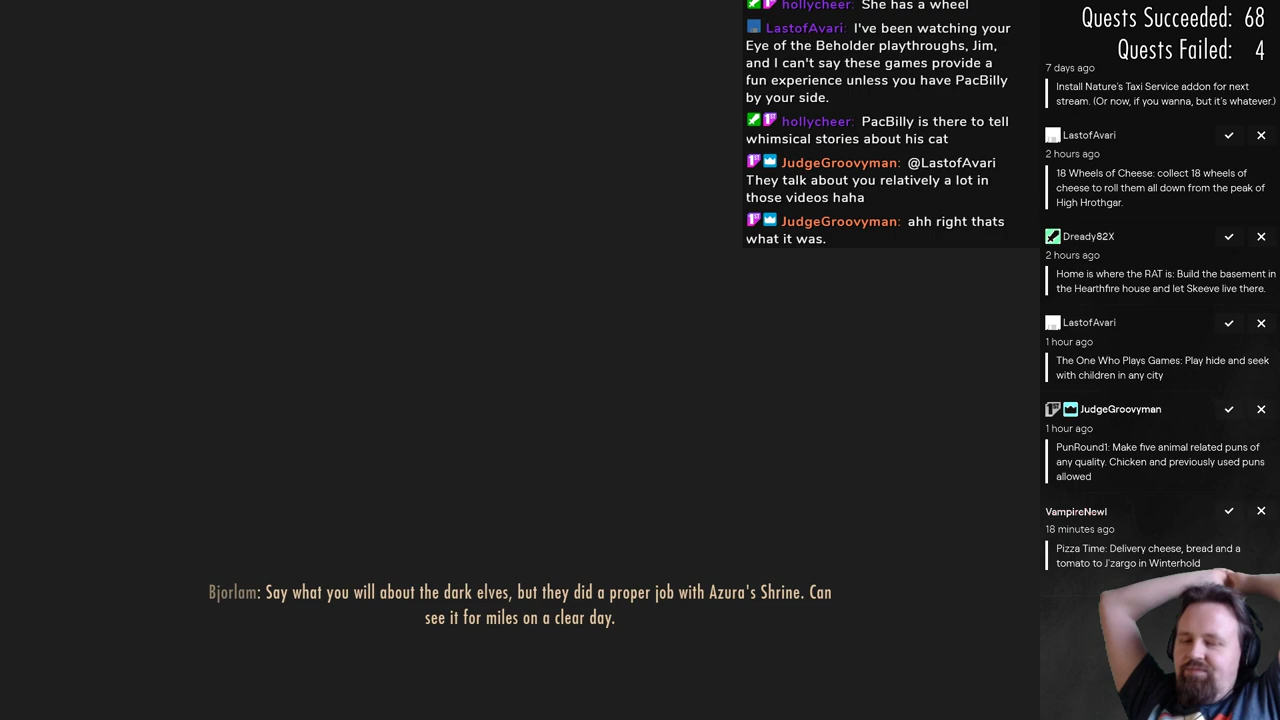 hollycheer: She has a wheel
LastofAvari: I've been watching your
Eye of the Beholder playthroughs, Jim,
and I can't say these games provide a
fun experience unless you have PacBilly
by your side.
hollycheer: PacBilly is there to tell
whimsical stories about his cat
JudgeGroovyman: @LastofAvari
They talk about you relatively a lot in
those videos haha
JudgeGroovyman: ahh right thats
what it was.
Quests Succeeded: 68
Quests Failed: 4
7 days ago
Install Nature's Taxi Service addon for next
stream. (Or now, if you wanna, but it's whatever.)
LastofAvari
2 hours ago
18 Wheels of Cheese: collect 18 wheels of
cheese to roll them all down from the peak of
High Hrothgar.
Dready82X
2 hours ago
Home is where the RAT is: Build the basement in
the Hearthfire house and let Skeeve live there.
LastofAvari
1 hour ago
The One Who Plays Games: Play hide and seek
with children in any city
JudgeGroovyman
1 hour ago
PunRound1: Make five animal related puns of
any quality. Chicken and previously used puns
allowed
VampireNowl
18 minutes ago
Pizza Time: Delivery cheese, bread and a
tomato to J'zargo in Winterhold
Bjorlam: Say what you will about the dark elves, but they did a proper job with Azura's Shrine. Can
see it for miles on a clear day.